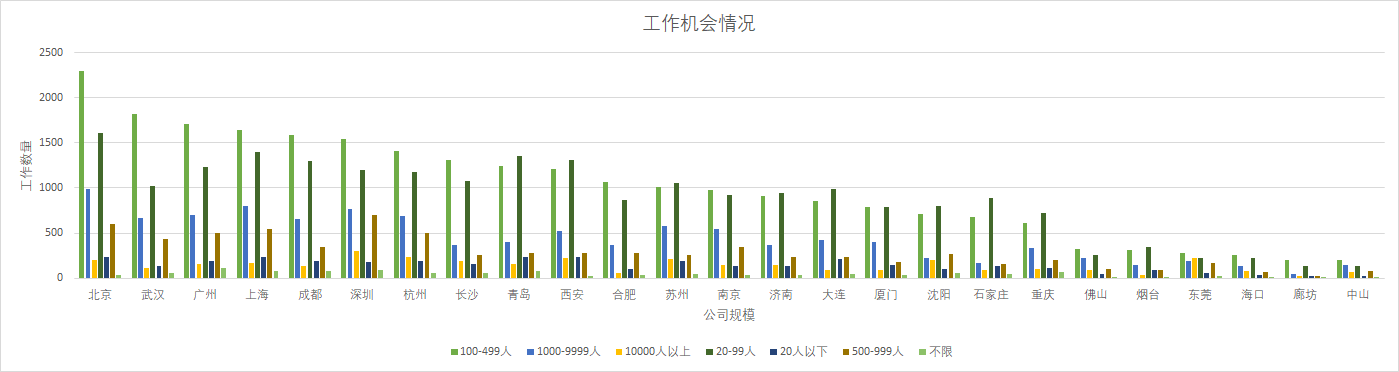 工作机会情况
2500
2000
1500
1000
500
0
工作数量
北京 武汉 广州 上海 成都 深圳 杭州 长沙 青岛 西安 合肥 苏州 南京 济南 大连 厦门 沈阳 石家庄 重庆 佛山 烟台 东莞 海口 廊坊 中山
公司规模
100-499人 1000-9999人 10000人以上 20-99人 20人以下 500-999人 不限